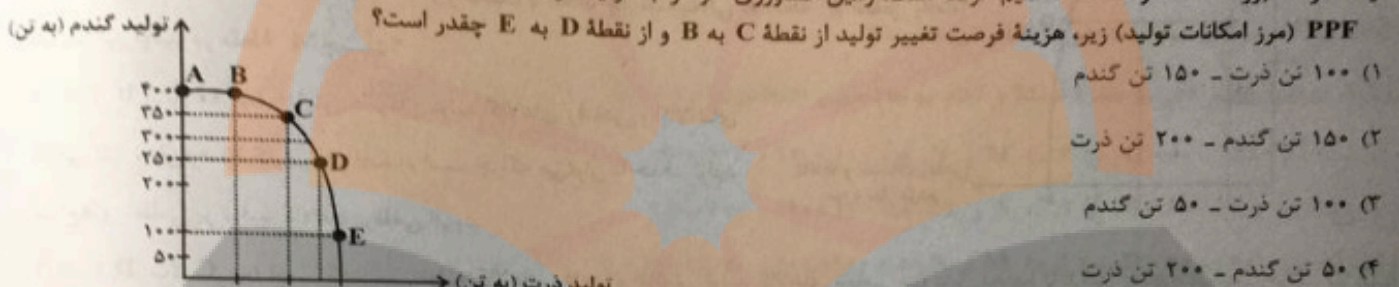 PPF (مرز امکانات تولید) زیر، هزینهٔ فرصت تغییر تولید از نقطهٔ C به B و از نقطهٔ D به E چقدر است؟
۱) ۱۰۰ تن ذرت ـ ۱۵۰ تن گندم
۲) ۱۵۰ تن گندم ـ ۲۰۰ تن ذرت
۳) ۱۰۰ تن ذرت ـ ۵۰ تن گندم
۴) ۵۰ تن گندم ـ ۲۰۰ تن ذرت
تولید گندم (به تن)
A B
۴۰۰
۳۵۰ C
۳۰۰
۲۵۰ D
۲۰۰
۱۰۰ E
۵۰
تولید ذرت (به تن)